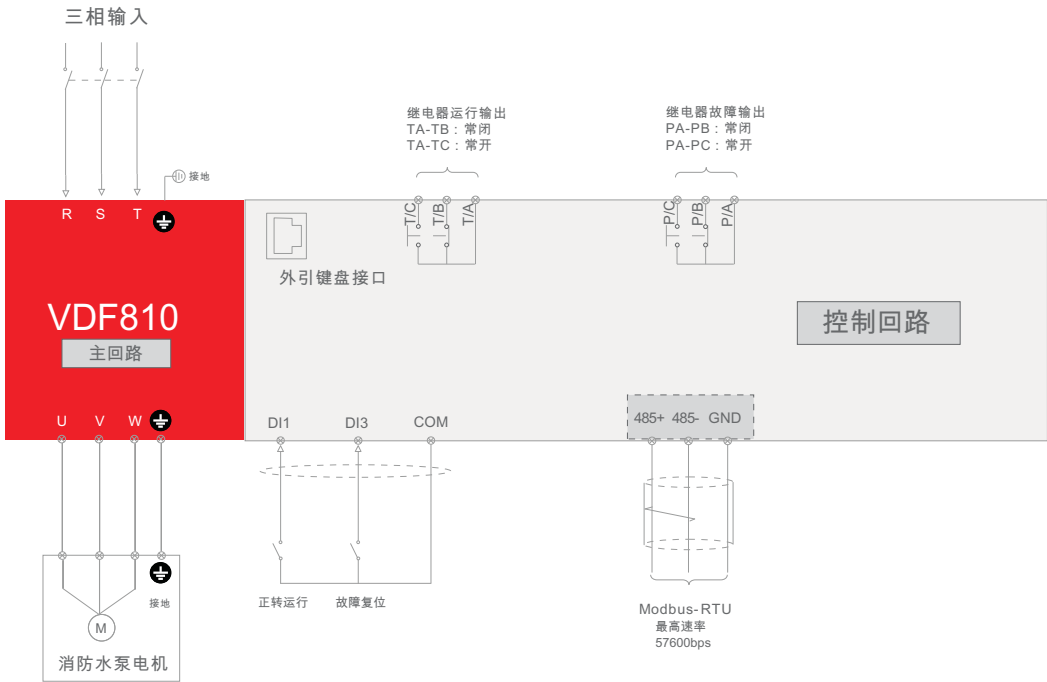 三相输入
继电器运行输出
TA-TB：常闭
TA-TC：常开
继电器故障输出
PA-PB：常闭
PA-PC：常开
接地
R S T
T/C T/B T/A
P/C P/B P/A
外引键盘接口
VDF810
主回路
控制回路
U V W
DI1 DI3 COM
485+ 485- GND
正转运行 故障复位
接地
M
消防水泵电机
Modbus-RTU
最高速率
57600bps